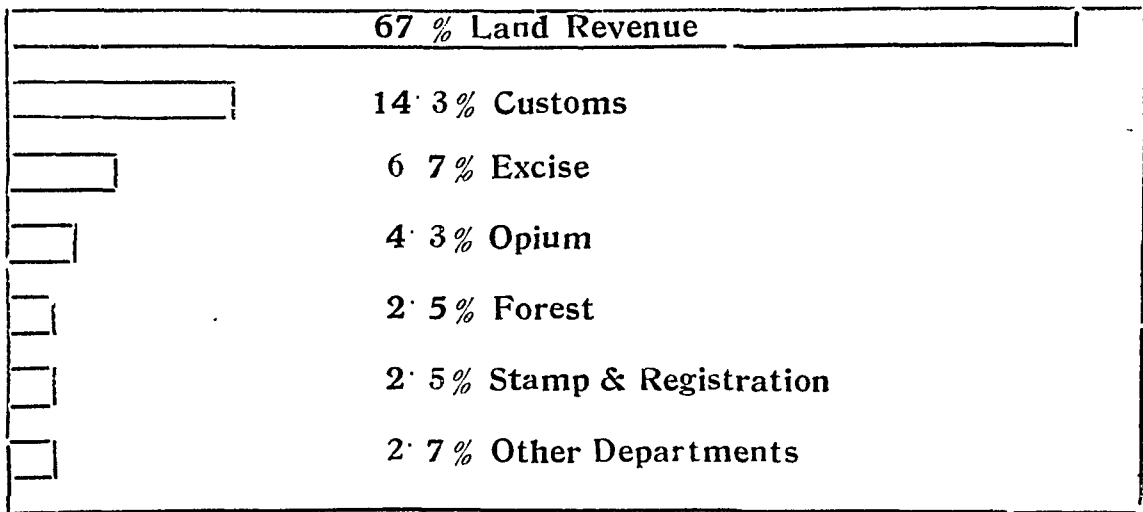 67 % Land Revenue
14· 3% Customs
6 7% Excise
4· 3% Opium
2· 5% Forest
2· 5% Stamp & Registration
2· 7% Other Departments